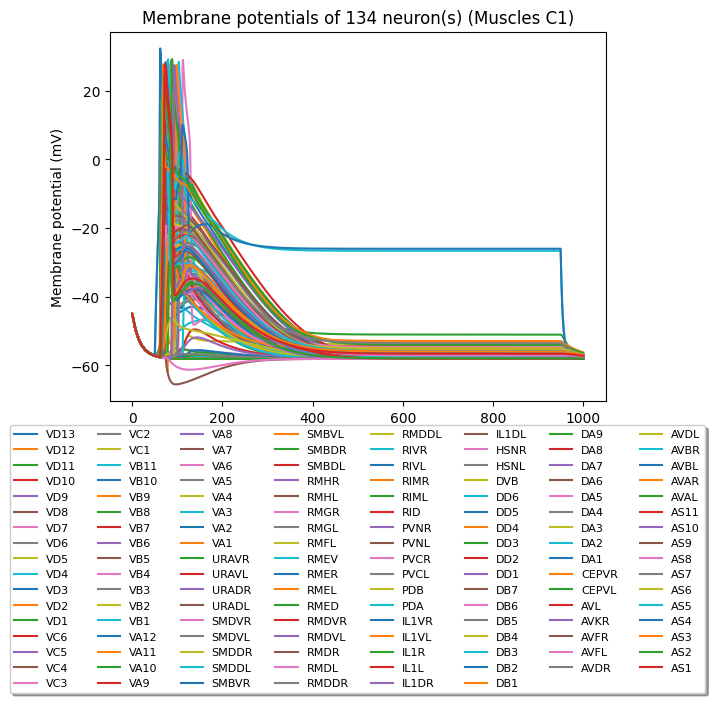 Membrane potentials of 134 neuron(s) (Muscles C1)
Membrane potential (mV)
20
0
−20
−40
−60
0 200 400 600 800 1000
VD13 VC2 VA8 SMBVL RMDDL IL1DL DA9 AVDL
VD12 VC1 VA7 SMBDR RIVR HSNR DA8 AVBR
VD11 VB11 VA6 SMBDL RIVL HSNL DA7 AVBL
VD10 VB10 VA5 RMHR RIMR DVB DA6 AVAR
VD9 VB9 VA4 RMHL RIML DD6 DA5 AVAL
VD8 VB8 VA3 RMGR RID DD5 DA4 AS11
VD7 VB7 VA2 RMGL PVNR DD4 DA3 AS10
VD6 VB6 VA1 RMFL PVNL DD3 DA2 AS9
VD5 VB5 URAVR RMEV PVCR DD2 DA1 AS8
VD4 VB4 URAVL RMER PVCL DD1 CEPVR AS7
VD3 VB3 URADR RMEL PDB DB7 CEPVL AS6
VD2 VB2 URADL RMED PDA DB6 AVL AS5
VD1 VB1 SMDVR RMDVR IL1VR DB5 AVKR AS4
VC6 VA12 SMDVL RMDVL IL1VL DB4 AVFR AS3
VC5 VA11 SMDDR RMDR IL1R DB3 AVFL AS2
VC4 VA10 SMDDL RMDL IL1L DB2 AVDR AS1
VC3 VA9 SMBVR RMDDR IL1DR DB1